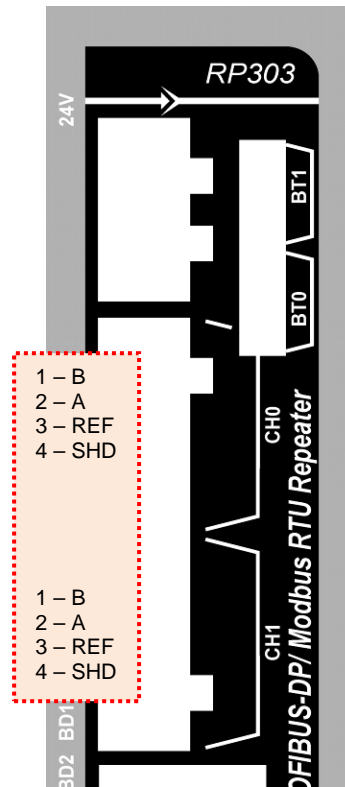 RP303
24V
BT1
BT0
1 – B
2 – A
3 – REF
4 – SHD
CH0
1 – B
2 – A
3 – REF
4 – SHD
CH1
BD1
BD2
OFIBUS-DP/ Modbus RTU Repeater